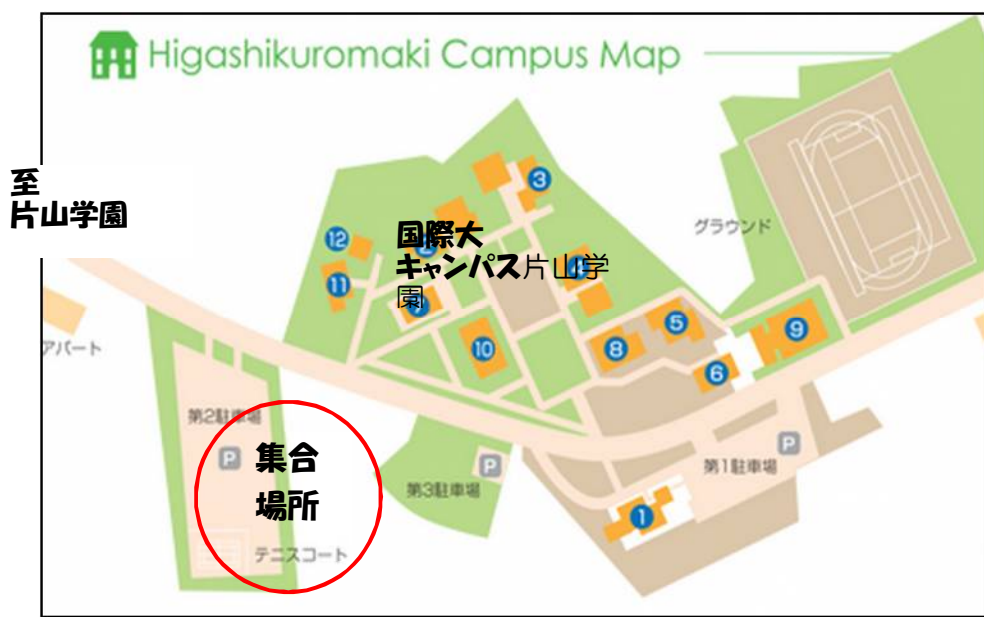 Higashikuromaki Campus Map
至
片山学園
国際大
キャンパス片山学
園
グラウンド
アパート
第2駐車場
P
集合
場所
テニスコート
第3駐車場
P
第1駐車場
P
3
12
11
7
10
8
5
6
9
1